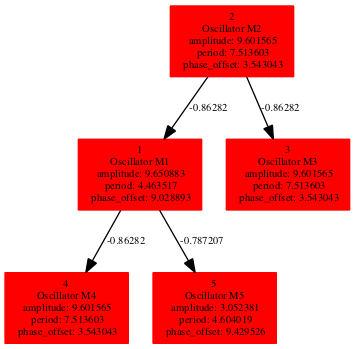 2
Oscillator M2
amplitude: 9.601565
period: 7.513603
phase_offset: 3.543043
-0.86282
-0.86282
1
Oscillator M1
amplitude: 9.650883
period: 4.463517
phase_offset: 9.028893
3
Oscillator M3
amplitude: 9.601565
period: 7.513603
phase_offset: 3.543043
-0.86282
-0.787207
4
Oscillator M4
amplitude: 9.601565
period: 7.513603
phase_offset: 3.543043
5
Oscillator M5
amplitude: 3.052381
period: 4.604019
phase_offset: 9.429526